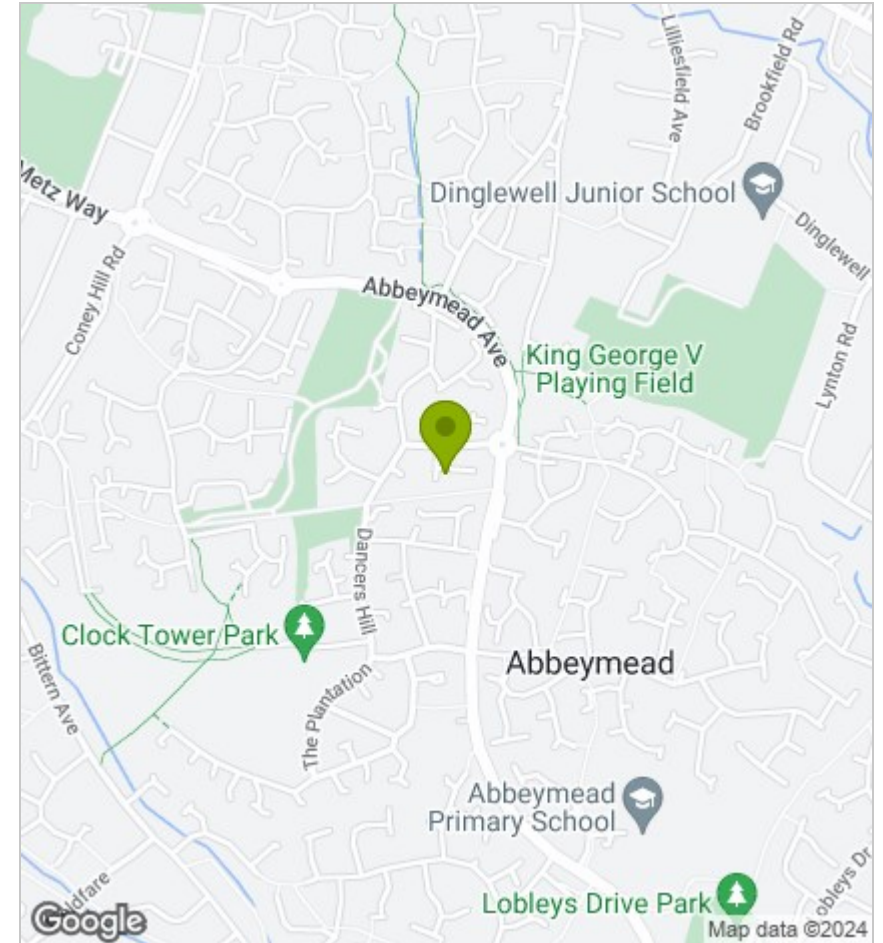 Lilliesfield Ave
Brookfield Rd
Metz Way
Dinglewell Junior School
Dinglewell
Coney Hill Rd
Abbeymead Ave
King George V
Playing Field
Lynton Rd
Dancers Hill
Clock Tower Park
Bittern Ave
Abbeymead
The Plantation
Abbeymead
Primary School
Lobleys Drive Park
Google
Map data ©2024